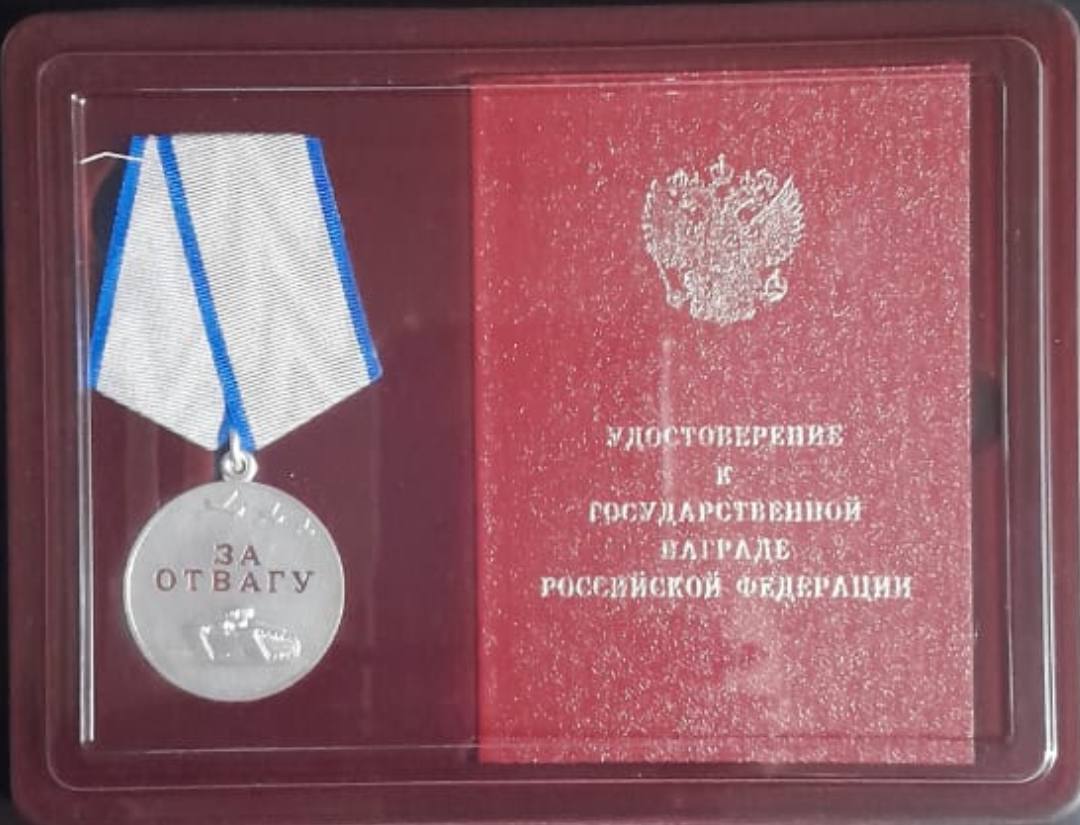 ЗА
ОТВАГУ
УДОСТОВЕРЕНИЕ
К
ГОСУДАРСТВЕННОЙ
НАГРАДЕ
РОССИЙСКОЙ ФЕДЕРАЦИИ